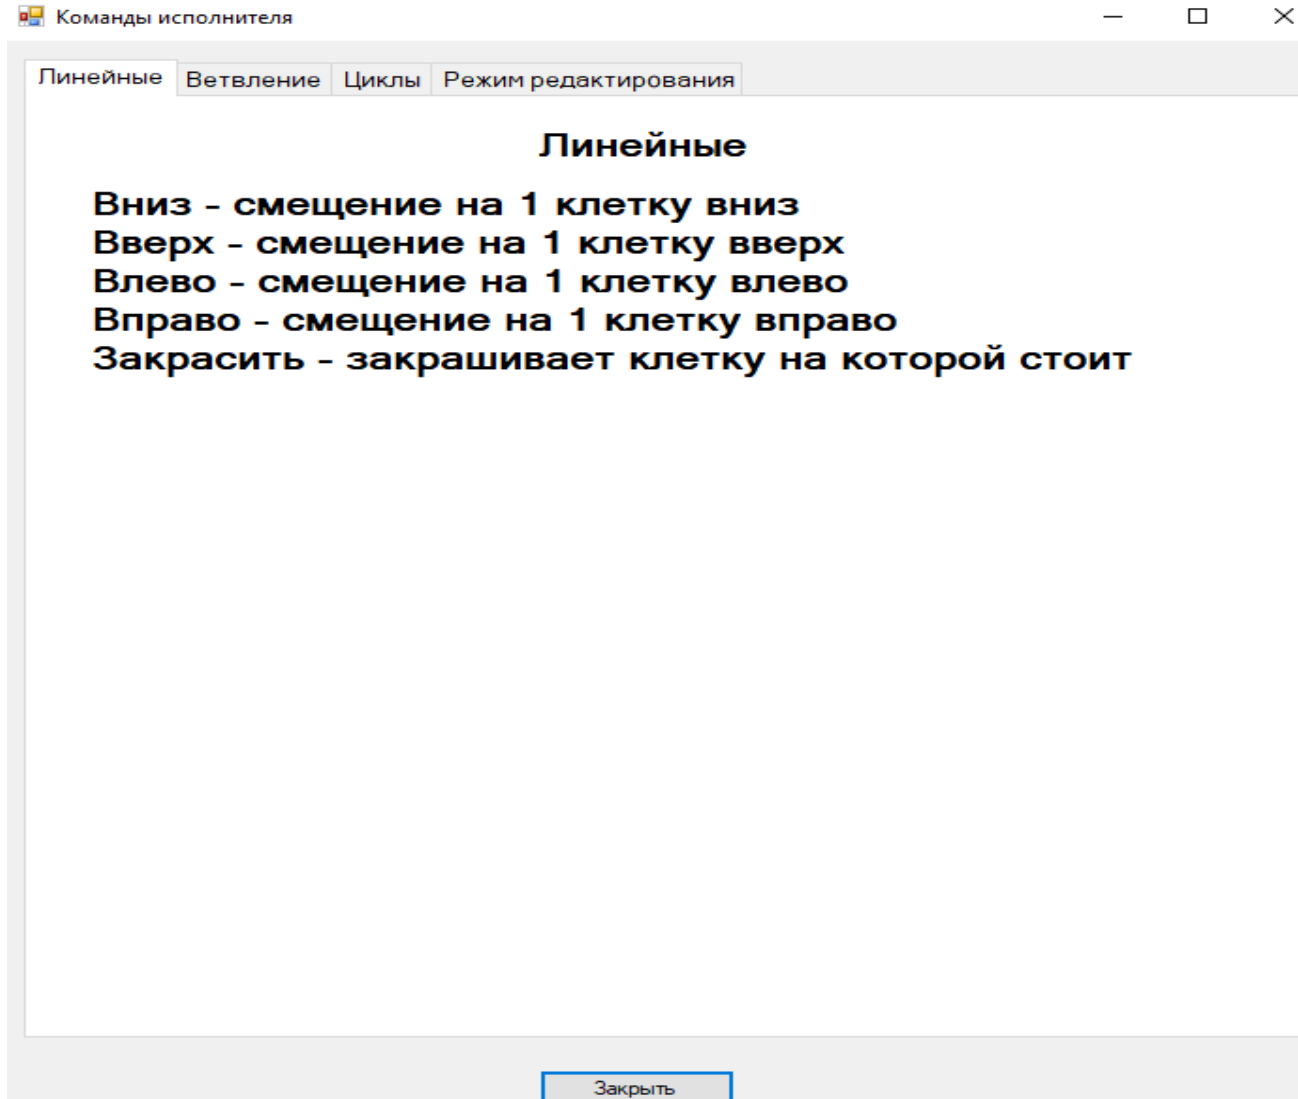 Команды исполнителя
Линейные Ветвление Циклы Режим редактирования
Линейные
Вниз - смещение на 1 клетку вниз
Вверх - смещение на 1 клетку вверх
Влево - смещение на 1 клетку влево
Вправо - смещение на 1 клетку вправо
Закрасить - закрашивает клетку на которой стоит
Закрыть